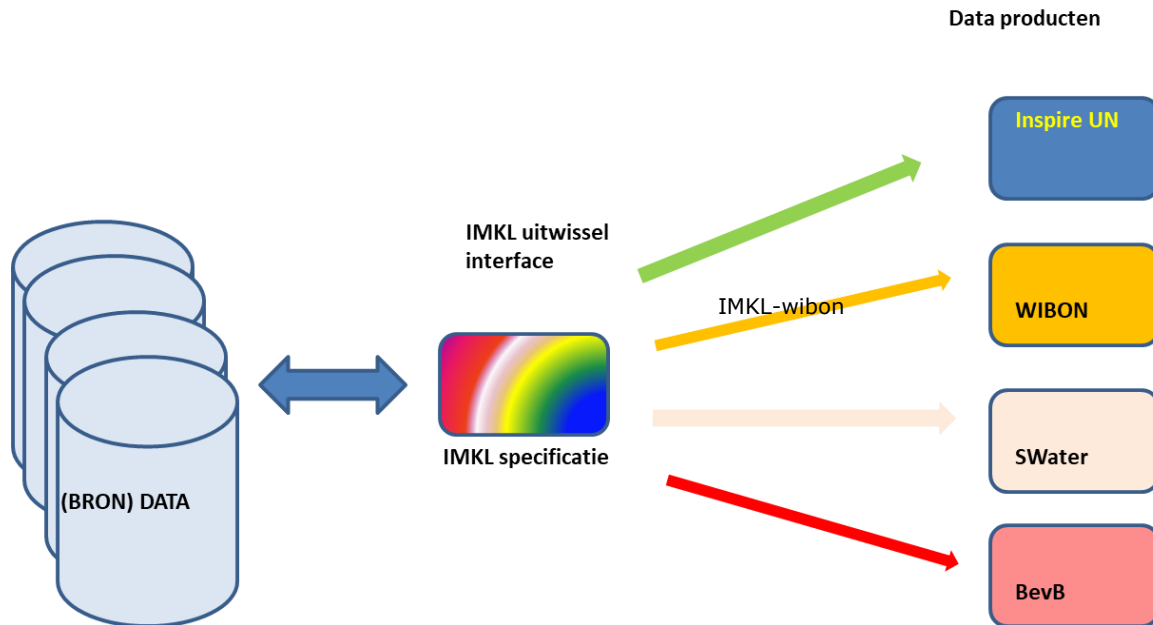 Data producten
Inspire UN
IMKL uitwissel
interface
IMKL-wibon
WIBON
IMKL specificatie
SWater
(BRON) DATA
BevB